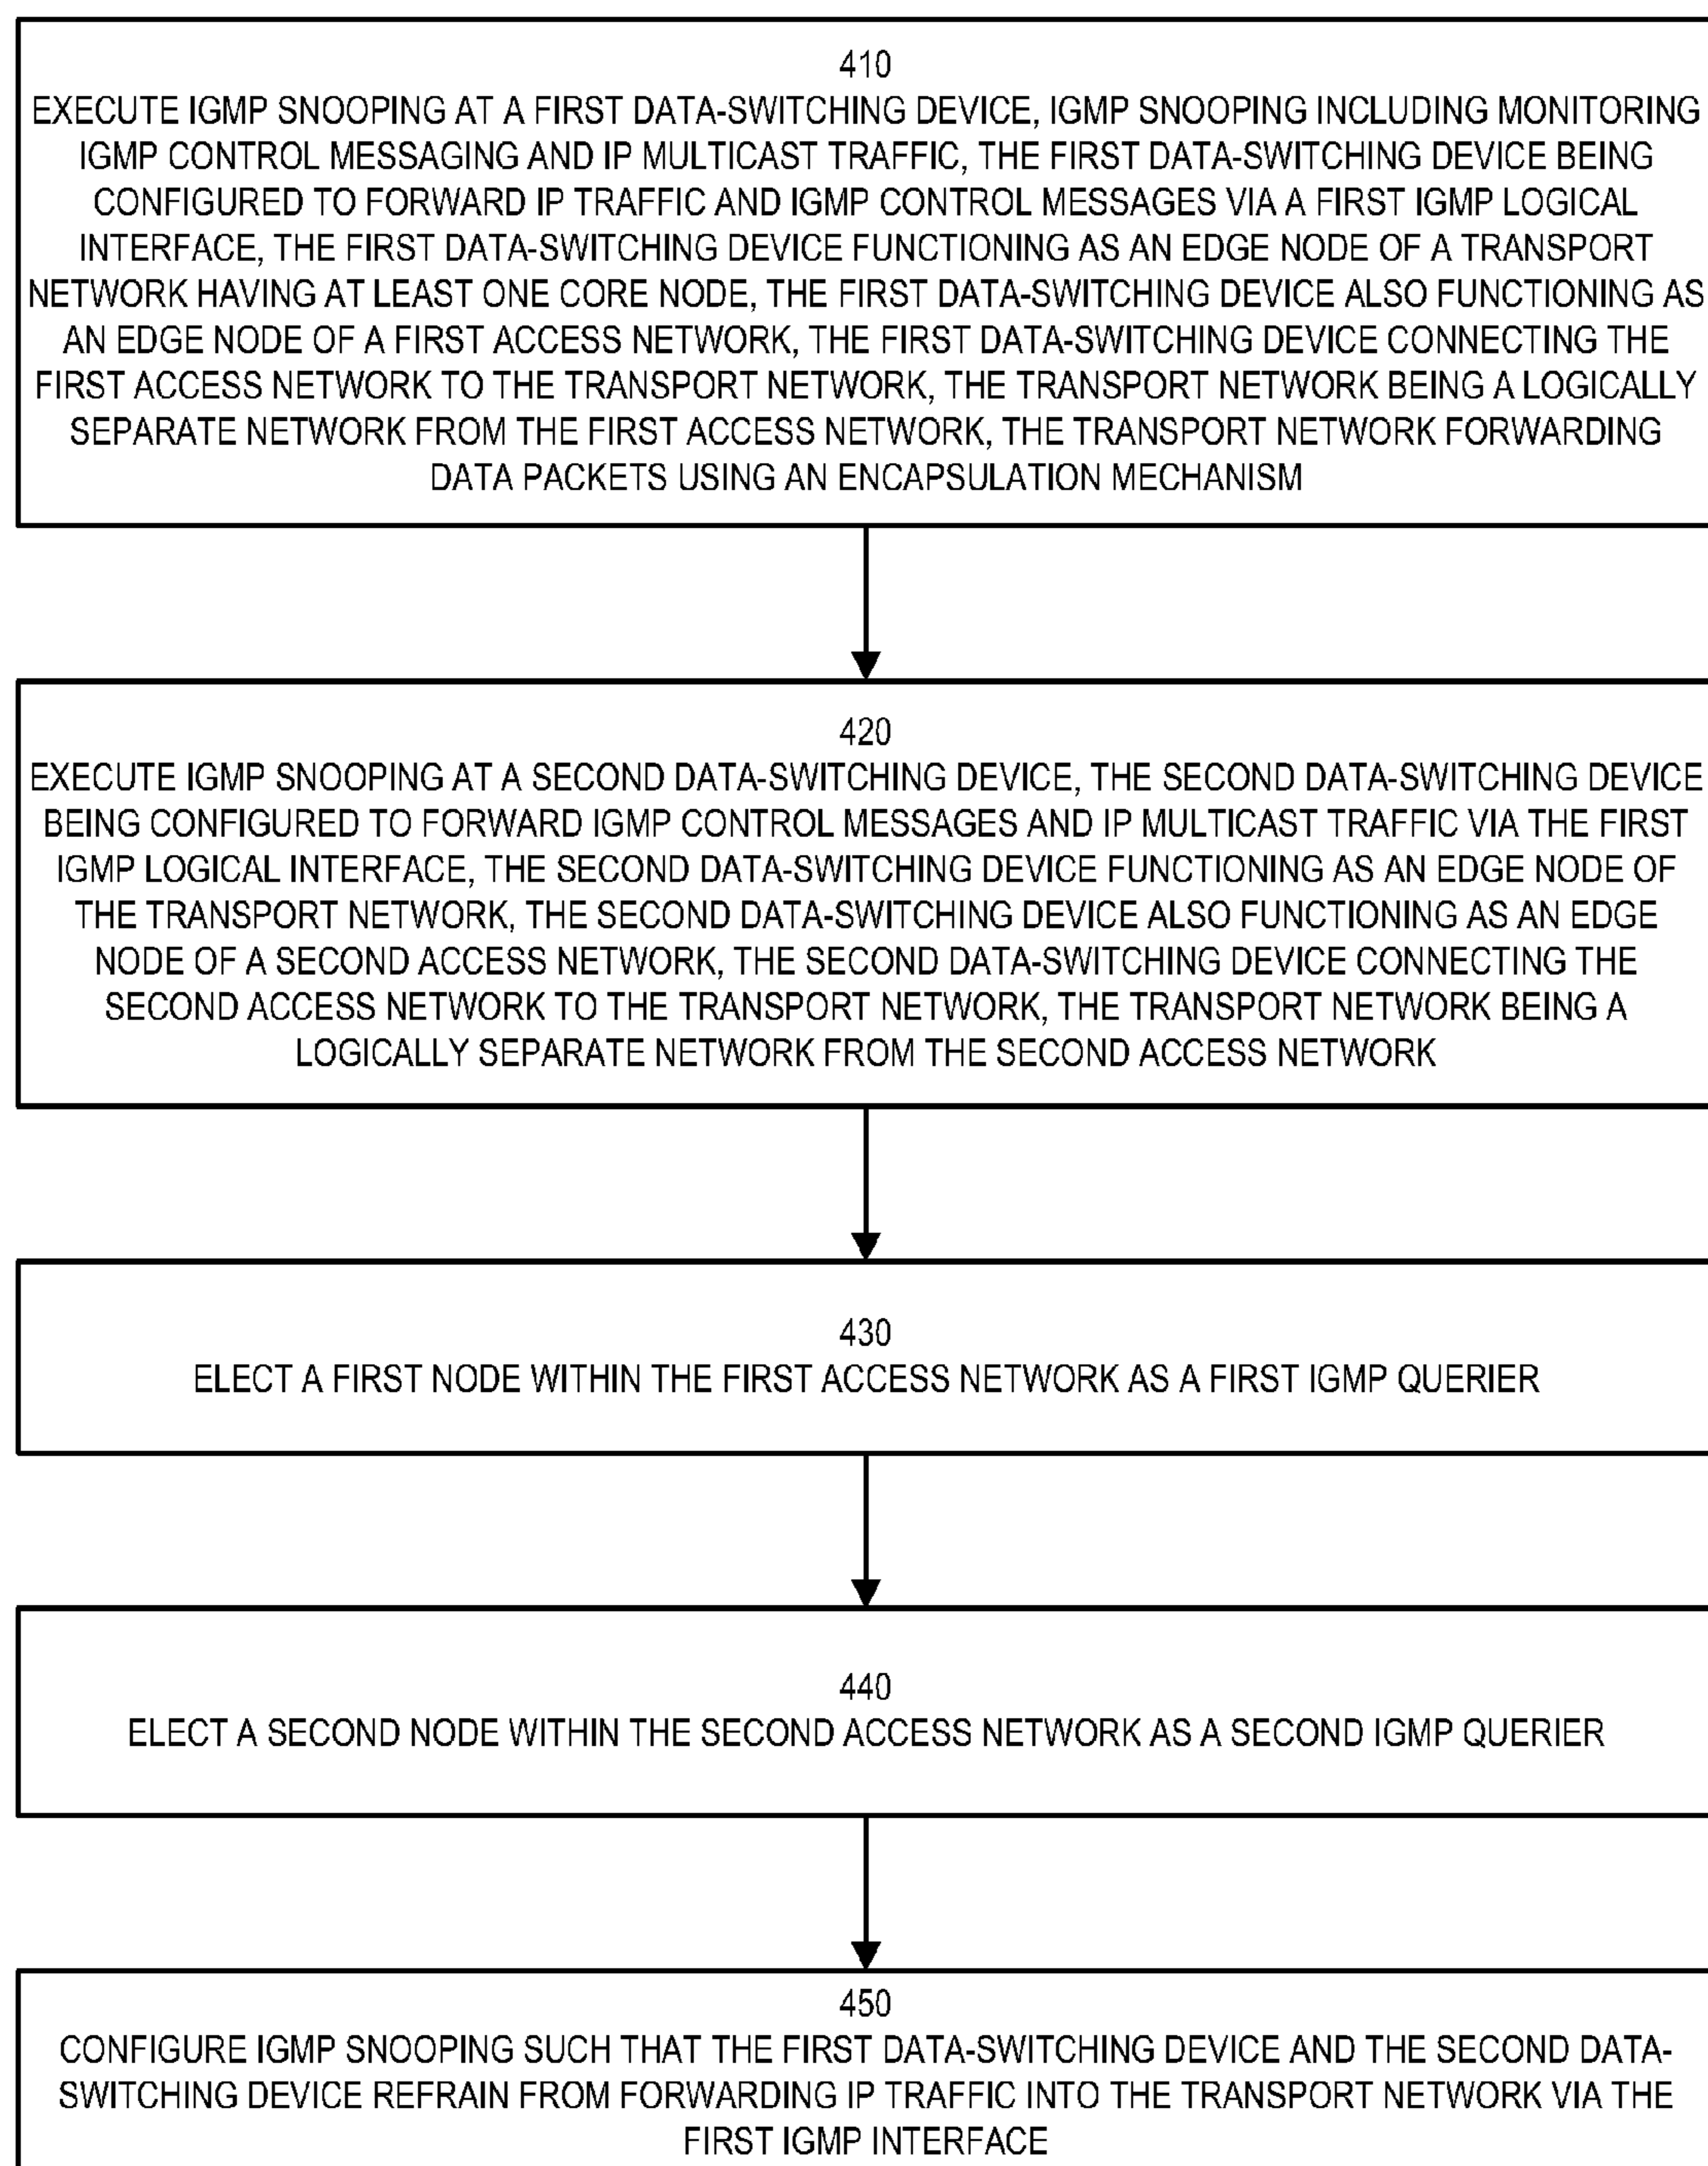 410
EXECUTE IGMP SNOOPING AT A FIRST DATA-SWITCHING DEVICE, IGMP SNOOPING INCLUDING MONITORING
IGMP CONTROL MESSAGING AND IP MULTICAST TRAFFIC, THE FIRST DATA-SWITCHING DEVICE BEING
CONFIGURED TO FORWARD IP TRAFFIC AND IGMP CONTROL MESSAGES VIA A FIRST IGMP LOGICAL
INTERFACE, THE FIRST DATA-SWITCHING DEVICE FUNCTIONING AS AN EDGE NODE OF A TRANSPORT
NETWORK HAVING AT LEAST ONE CORE NODE, THE FIRST DATA-SWITCHING DEVICE ALSO FUNCTIONING AS
AN EDGE NODE OF A FIRST ACCESS NETWORK, THE FIRST DATA-SWITCHING DEVICE CONNECTING THE
FIRST ACCESS NETWORK TO THE TRANSPORT NETWORK, THE TRANSPORT NETWORK BEING A LOGICALLY
SEPARATE NETWORK FROM THE FIRST ACCESS NETWORK, THE TRANSPORT NETWORK FORWARDING
DATA PACKETS USING AN ENCAPSULATION MECHANISM
420
EXECUTE IGMP SNOOPING AT A SECOND DATA-SWITCHING DEVICE, THE SECOND DATA-SWITCHING DEVICE
BEING CONFIGURED TO FORWARD IGMP CONTROL MESSAGES AND IP MULTICAST TRAFFIC VIA THE FIRST
IGMP LOGICAL INTERFACE, THE SECOND DATA-SWITCHING DEVICE FUNCTIONING AS AN EDGE NODE OF
THE TRANSPORT NETWORK, THE SECOND DATA-SWITCHING DEVICE ALSO FUNCTIONING AS AN EDGE
NODE OF A SECOND ACCESS NETWORK, THE SECOND DATA-SWITCHING DEVICE CONNECTING THE
SECOND ACCESS NETWORK TO THE TRANSPORT NETWORK, THE TRANSPORT NETWORK BEING A
LOGICALLY SEPARATE NETWORK FROM THE SECOND ACCESS NETWORK
430
ELECT A FIRST NODE WITHIN THE FIRST ACCESS NETWORK AS A FIRST IGMP QUERIER
440
ELECT A SECOND NODE WITHIN THE SECOND ACCESS NETWORK AS A SECOND IGMP QUERIER
450
CONFIGURE IGMP SNOOPING SUCH THAT THE FIRST DATA-SWITCHING DEVICE AND THE SECOND DATA-
SWITCHING DEVICE REFRAIN FROM FORWARDING IP TRAFFIC INTO THE TRANSPORT NETWORK VIA THE
FIRST IGMP INTERFACE